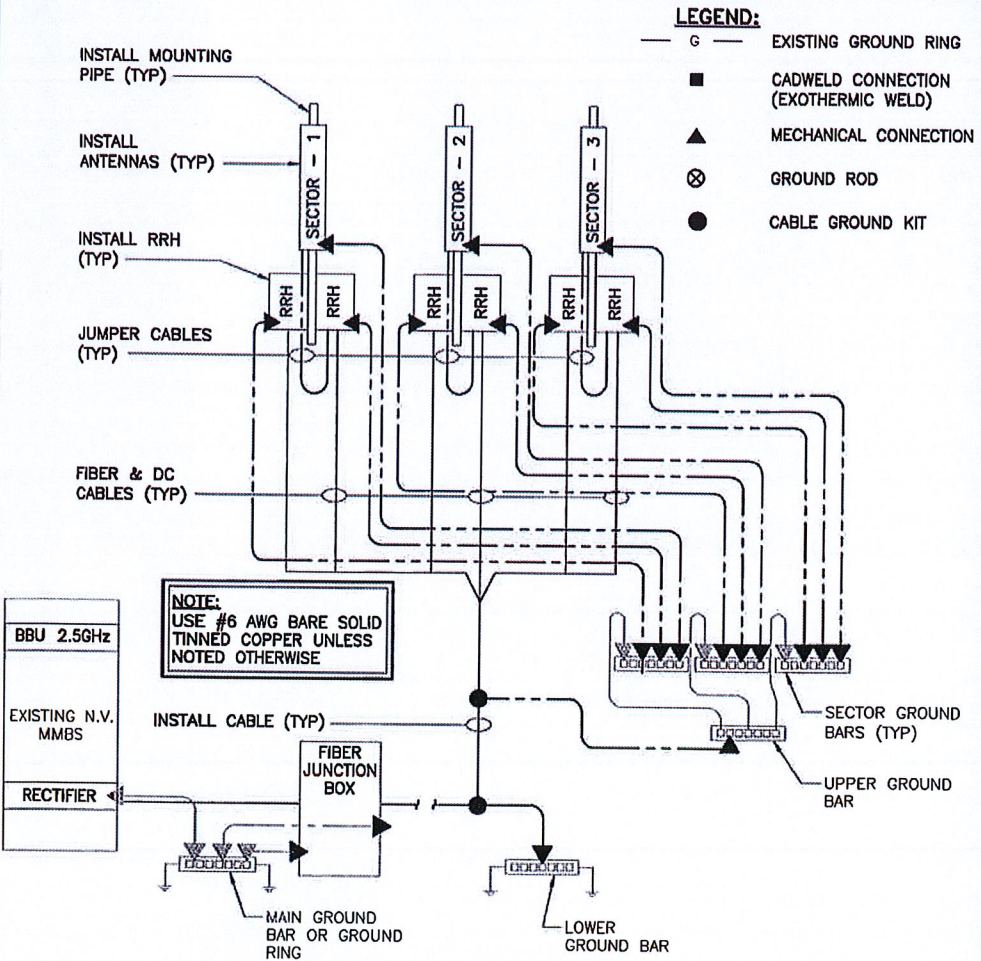 LEGEND:
— G — EXISTING GROUND RING
CADWELD CONNECTION
(EXOTHERMIC WELD)
MECHANICAL CONNECTION
GROUND ROD
CABLE GROUND KIT
INSTALL MOUNTING
PIPE (TYP)
INSTALL
ANTENNAS (TYP)
SECTOR - 1
SECTOR - 2
SECTOR - 3
INSTALL RRH
(TYP)
RRH
RRH
RRH
RRH
RRH
RRH
JUMPER CABLES
(TYP)
FIBER & DC
CABLES (TYP)
NOTE:
USE #6 AWG BARE SOLID
TINNED COPPER UNLESS
NOTED OTHERWISE
BBU 2.5GHz
EXISTING N.V.
MMBS
RECTIFIER
INSTALL CABLE (TYP)
FIBER
JUNCTION
BOX
SECTOR GROUND
BARS (TYP)
UPPER GROUND
BAR
MAIN GROUND
BAR OR GROUND
RING
LOWER
GROUND BAR